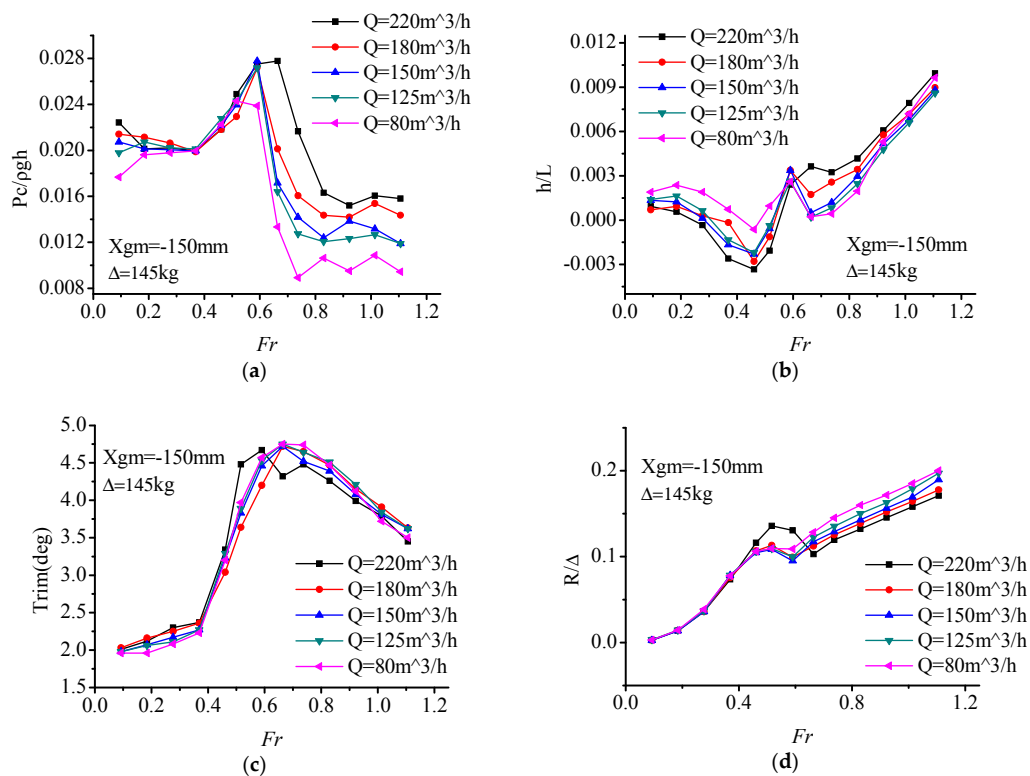 (a)
Pc/ρgh
0.028
0.024
0.020
0.016
0.012
0.008
Q=220m^3/h
Q=180m^3/h
Q=150m^3/h
Q=125m^3/h
Q=80m^3/h
Xgm=-150mm
Δ=145kg
0.0 0.2 0.4 0.6 0.8 1.0 1.2
Fr
(b)
h/L
0.012
0.009
0.006
0.003
0.000
-0.003
Q=220m^3/h
Q=180m^3/h
Q=150m^3/h
Q=125m^3/h
Q=80m^3/h
Xgm=-150mm
Δ=145kg
0.0 0.2 0.4 0.6 0.8 1.0 1.2
Fr
(c)
Trim(deg)
5.0
4.5
4.0
3.5
3.0
2.5
2.0
1.5
Xgm=-150mm
Δ=145kg
Q=220m^3/h
Q=180m^3/h
Q=150m^3/h
Q=125m^3/h
Q=80m^3/h
0.0 0.2 0.4 0.6 0.8 1.0 1.2
Fr
(d)
R/Δ
0.2
0.1
0.0
Xgm=-150mm
Δ=145kg
Q=220m^3/h
Q=180m^3/h
Q=150m^3/h
Q=125m^3/h
Q=80m^3/h
0.0 0.4 0.6 0.8 1.2
Fr